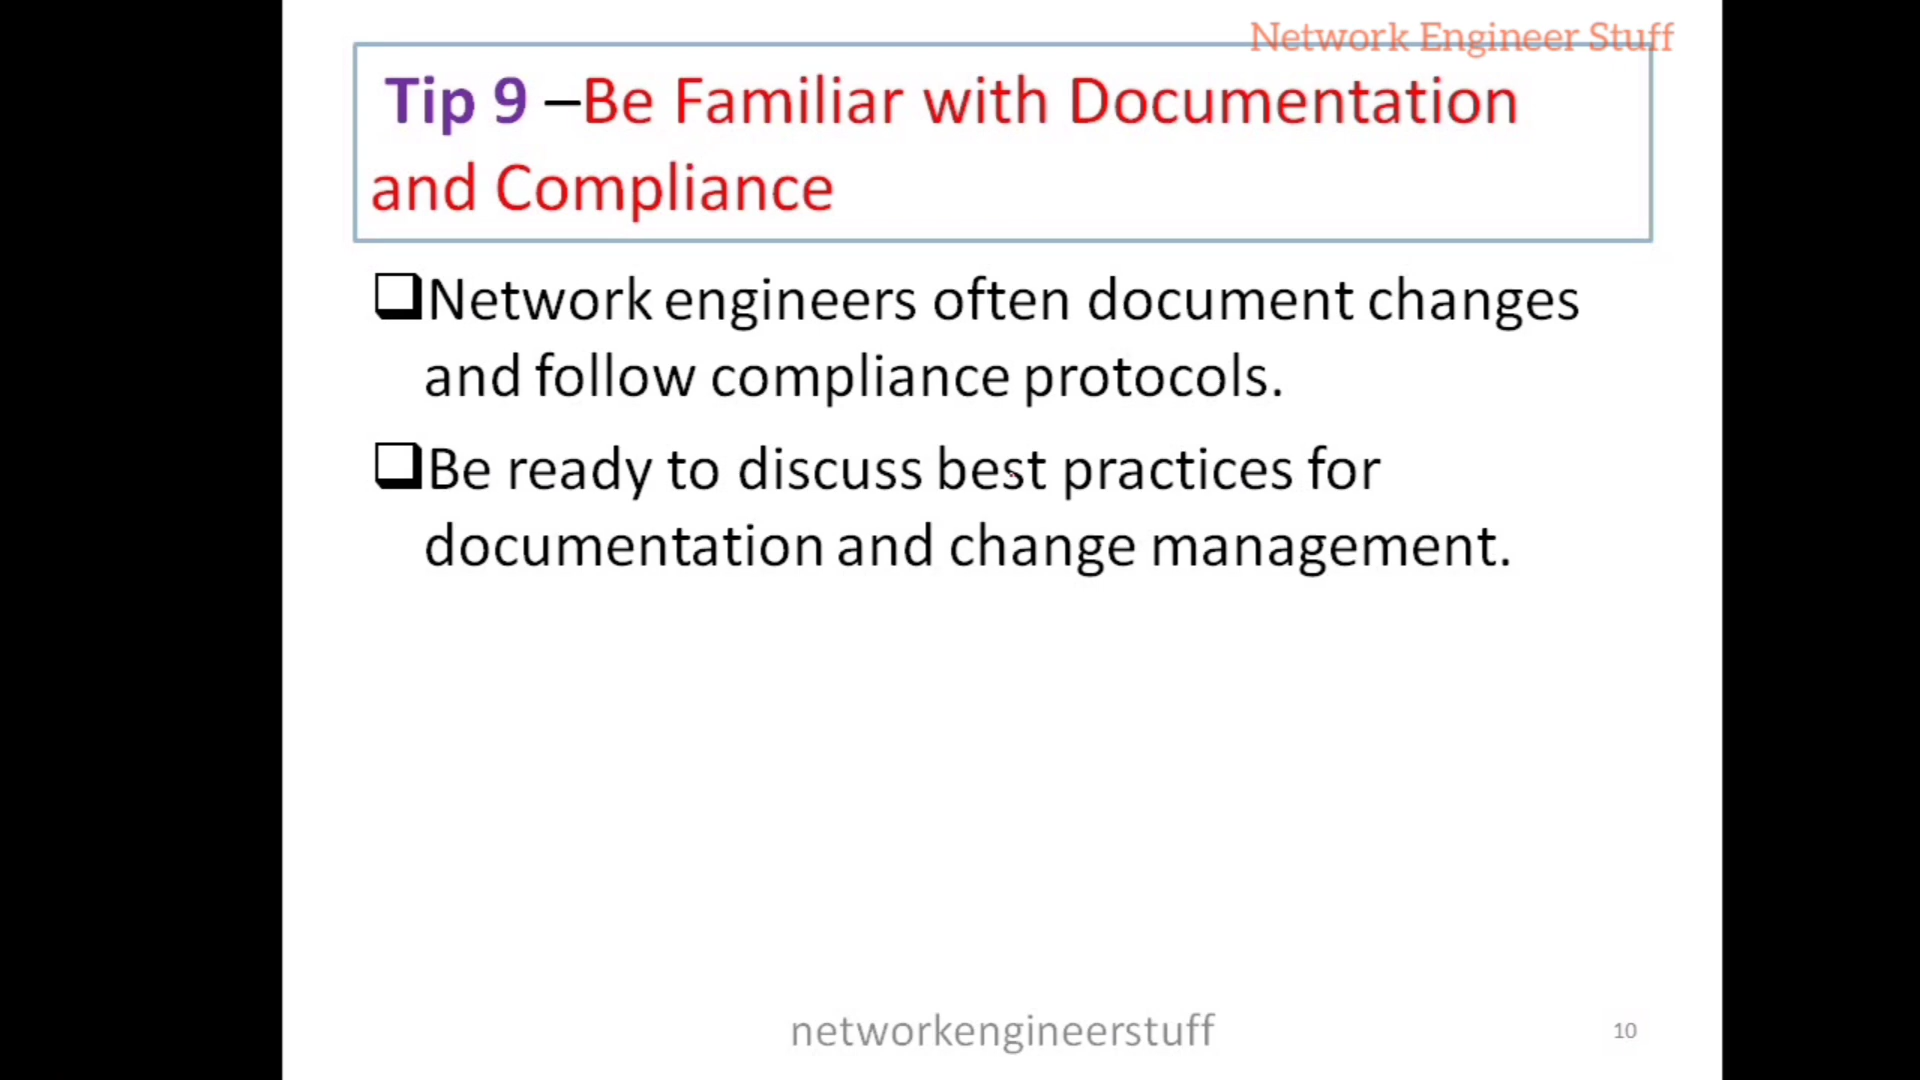 Network Engineer Stuff
Tip 9 –Be Familiar with Documentation
and Compliance
❑Network engineers often document changes
and follow compliance protocols.
❑Be ready to discuss best practices for
documentation and change management.
networkengineerstuff
10